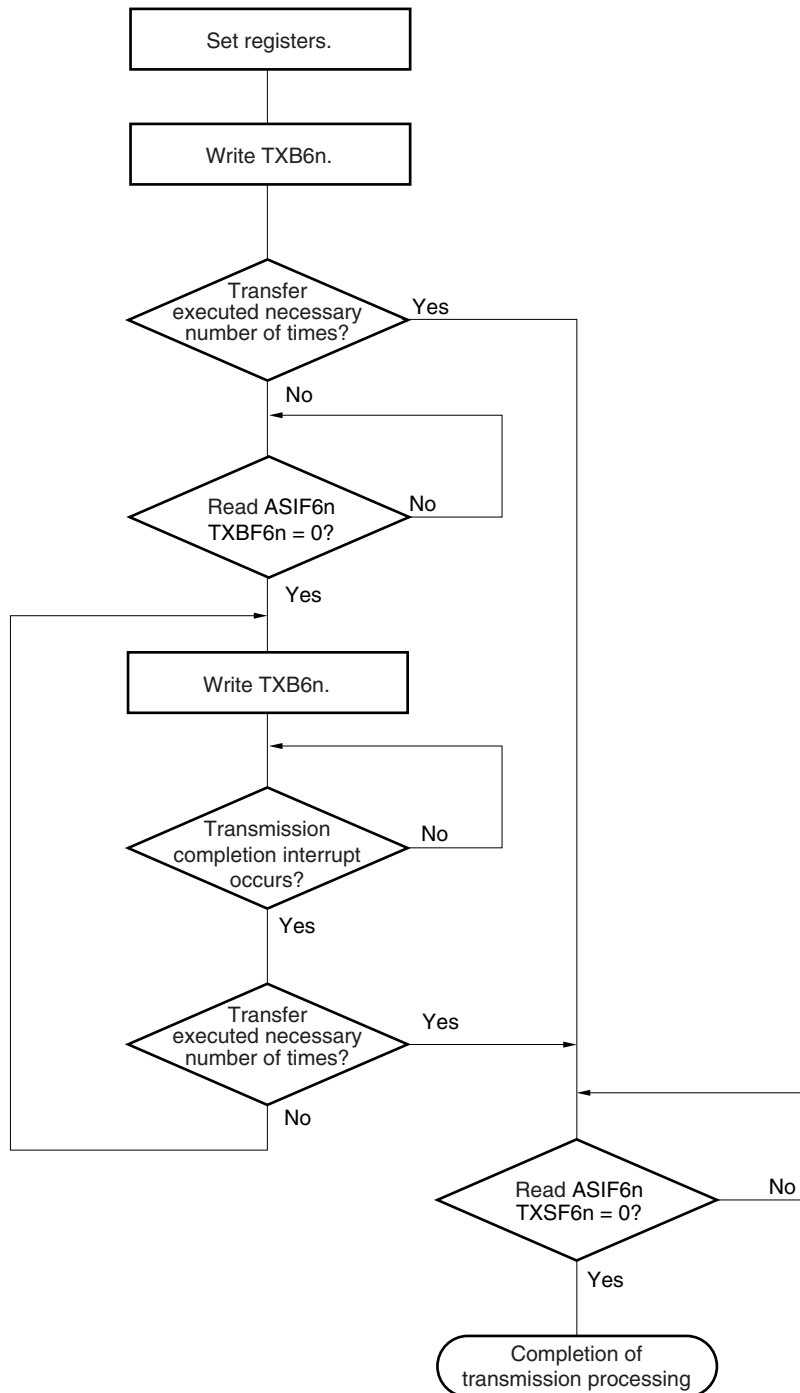 Set registers.
Write TXB6n.
Transfer
executed necessary
number of times?
Yes
No
Read ASIF6n
TXBF6n = 0?
No
Yes
Write TXB6n.
Transmission
completion interrupt
occurs?
No
Yes
Transfer
executed necessary
number of times?
Yes
No
Read ASIF6n
TXSF6n = 0?
No
Yes
Completion of
transmission processing